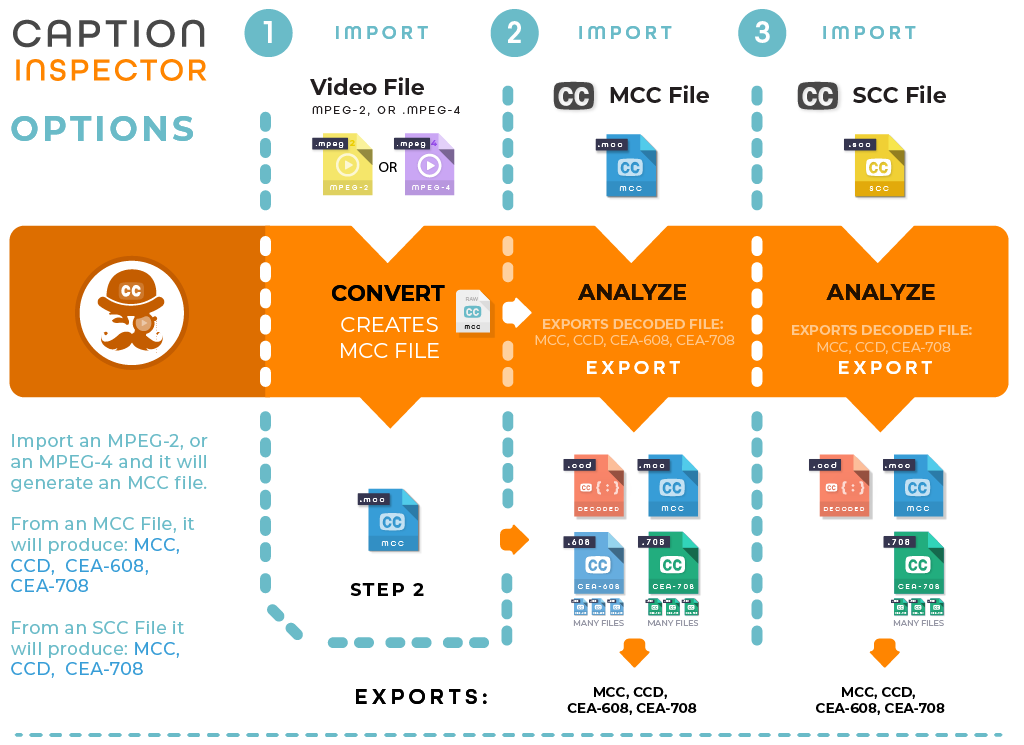 CAPTION
INSPECTOR
OPTIONS
1
IMPORT
Video File
MPEG-2, OR .MPEG-4
.mpeg 2
MPEG-2
OR
.mpeg 4
MPEG-4
2
IMPORT
CC
MCC File
.mcc
CC
MCC
3
IMPORT
CC
SCC File
.scc
CC
SCC
CC
CONVERT
CREATES
MCC FILE
RAW
CC
mcc
ANALYZE
EXPORTS DECODED FILE:
MCC, CCD, CEA-608, CEA-708
EXPORT
ANALYZE
EXPORTS DECODED FILE:
MCC, CCD, CEA-708
EXPORT
Import an MPEG-2, or
an MPEG-4 and it will
generate an MCC file.
From an MCC File, it
will produce: MCC,
CCD, CEA-608,
CEA-708
From an SCC File it
will produce: MCC,
CCD, CEA-708
.mcc
CC
MCC
STEP 2
.ccd
CC {:}
DECODED
.mcc
CC
MCC
.608
CC
CEA-608
MANY FILES
.708
CC
CEA-708
MANY FILES
.ccd
CC {:}
DECODED
.mcc
CC
MCC
.708
CC
CEA-708
MANY FILES
EXPORTS:
MCC, CCD,
CEA-608, CEA-708
MCC, CCD,
CEA-608, CEA-708